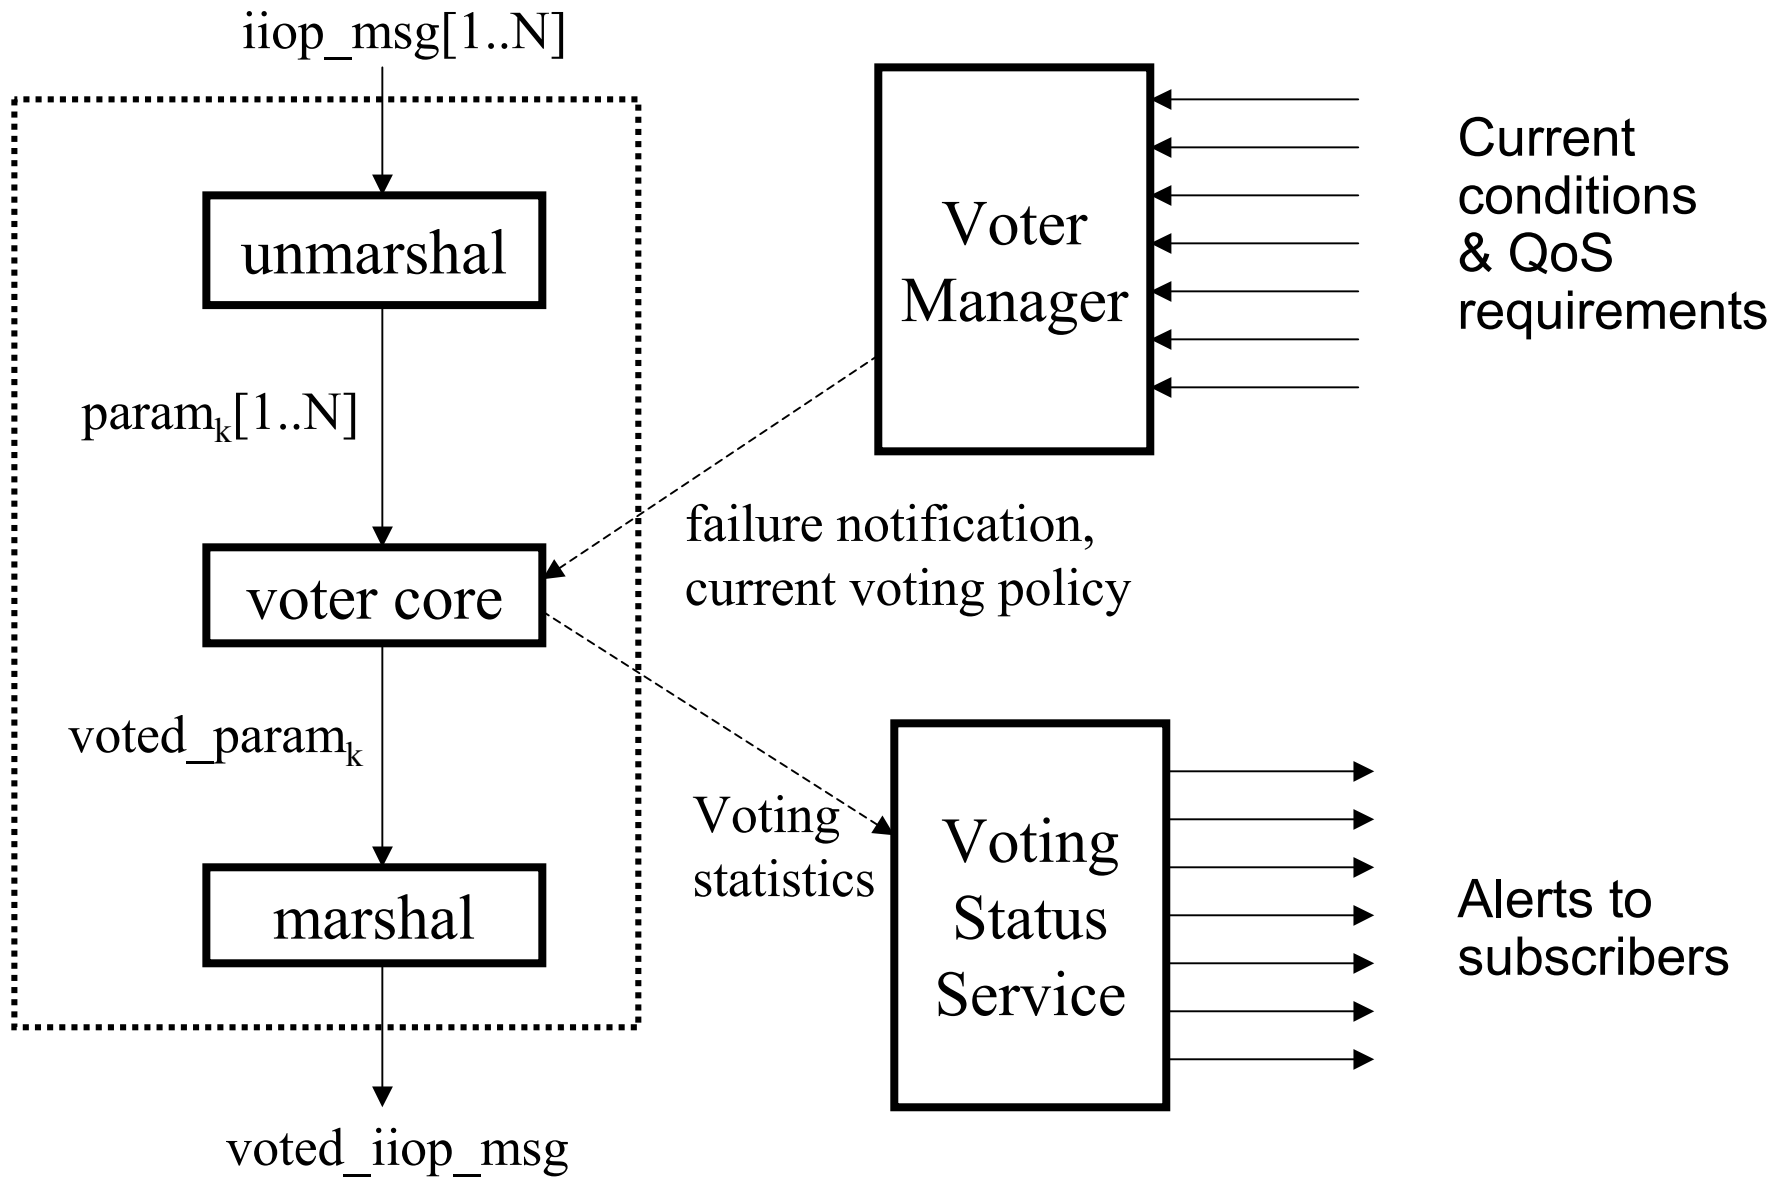 iiop_msg[1..N]
unmarshal
paramk[1..N]
voter core
voted_paramk
marshal
voted_iiop_msg
Voter
Manager
Current
conditions
& QoS
requirements
failure notification,
current voting policy
Voting
statistics
Voting
Status
Service
Alerts to
subscribers